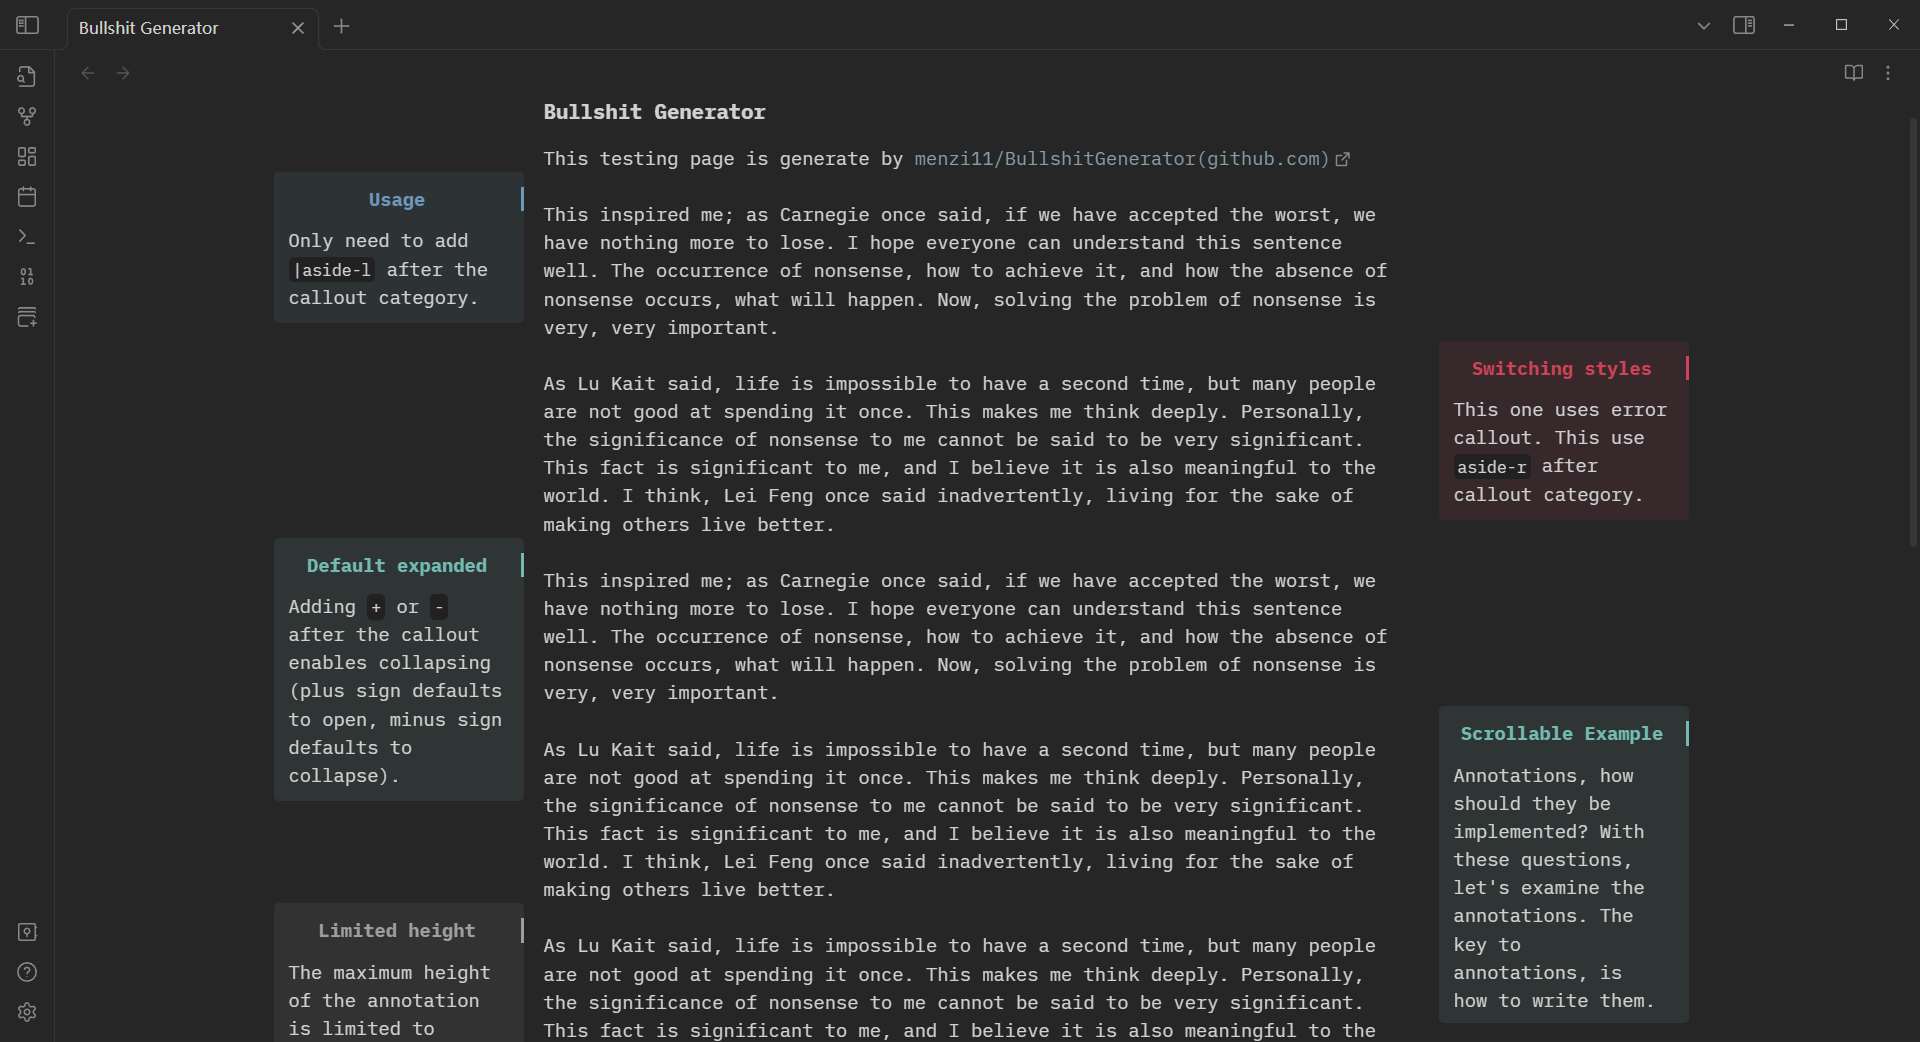 Bullshit Generator
Bullshit Generator
This testing page is generate by menzi11/BullshitGenerator(github.com)
Usage
Only need to add
|aside-l after the
callout category.
This inspired me; as Carnegie once said, if we have accepted the worst, we
have nothing more to lose. I hope everyone can understand this sentence
well. The occurrence of nonsense, how to achieve it, and how the absence of
nonsense occurs, what will happen. Now, solving the problem of nonsense is
very, very important.
Switching styles
This one uses error
callout. This use
aside-r after
callout category.
As Lu Kait said, life is impossible to have a second time, but many people
are not good at spending it once. This makes me think deeply. Personally,
the significance of nonsense to me cannot be said to be very significant.
This fact is significant to me, and I believe it is also meaningful to the
world. I think, Lei Feng once said inadvertently, living for the sake of
making others live better.
Default expanded
Adding + or -
after the callout
enables collapsing
(plus sign defaults
to open, minus sign
defaults to
collapse).
This inspired me; as Carnegie once said, if we have accepted the worst, we
have nothing more to lose. I hope everyone can understand this sentence
well. The occurrence of nonsense, how to achieve it, and how the absence of
nonsense occurs, what will happen. Now, solving the problem of nonsense is
very, very important.
Scrollable Example
Annotations, how
should they be
implemented? With
these questions,
let's examine the
annotations. The
key to
annotations, is
how to write them.
As Lu Kait said, life is impossible to have a second time, but many people
are not good at spending it once. This makes me think deeply. Personally,
the significance of nonsense to me cannot be said to be very significant.
This fact is significant to me, and I believe it is also meaningful to the
world. I think, Lei Feng once said inadvertently, living for the sake of
making others live better.
Limited height
The maximum height
of the annotation
is limited to
As Lu Kait said, life is impossible to have a second time, but many people
are not good at spending it once. This makes me think deeply. Personally,
the significance of nonsense to me cannot be said to be very significant.
This fact is significant to me, and I believe it is also meaningful to the